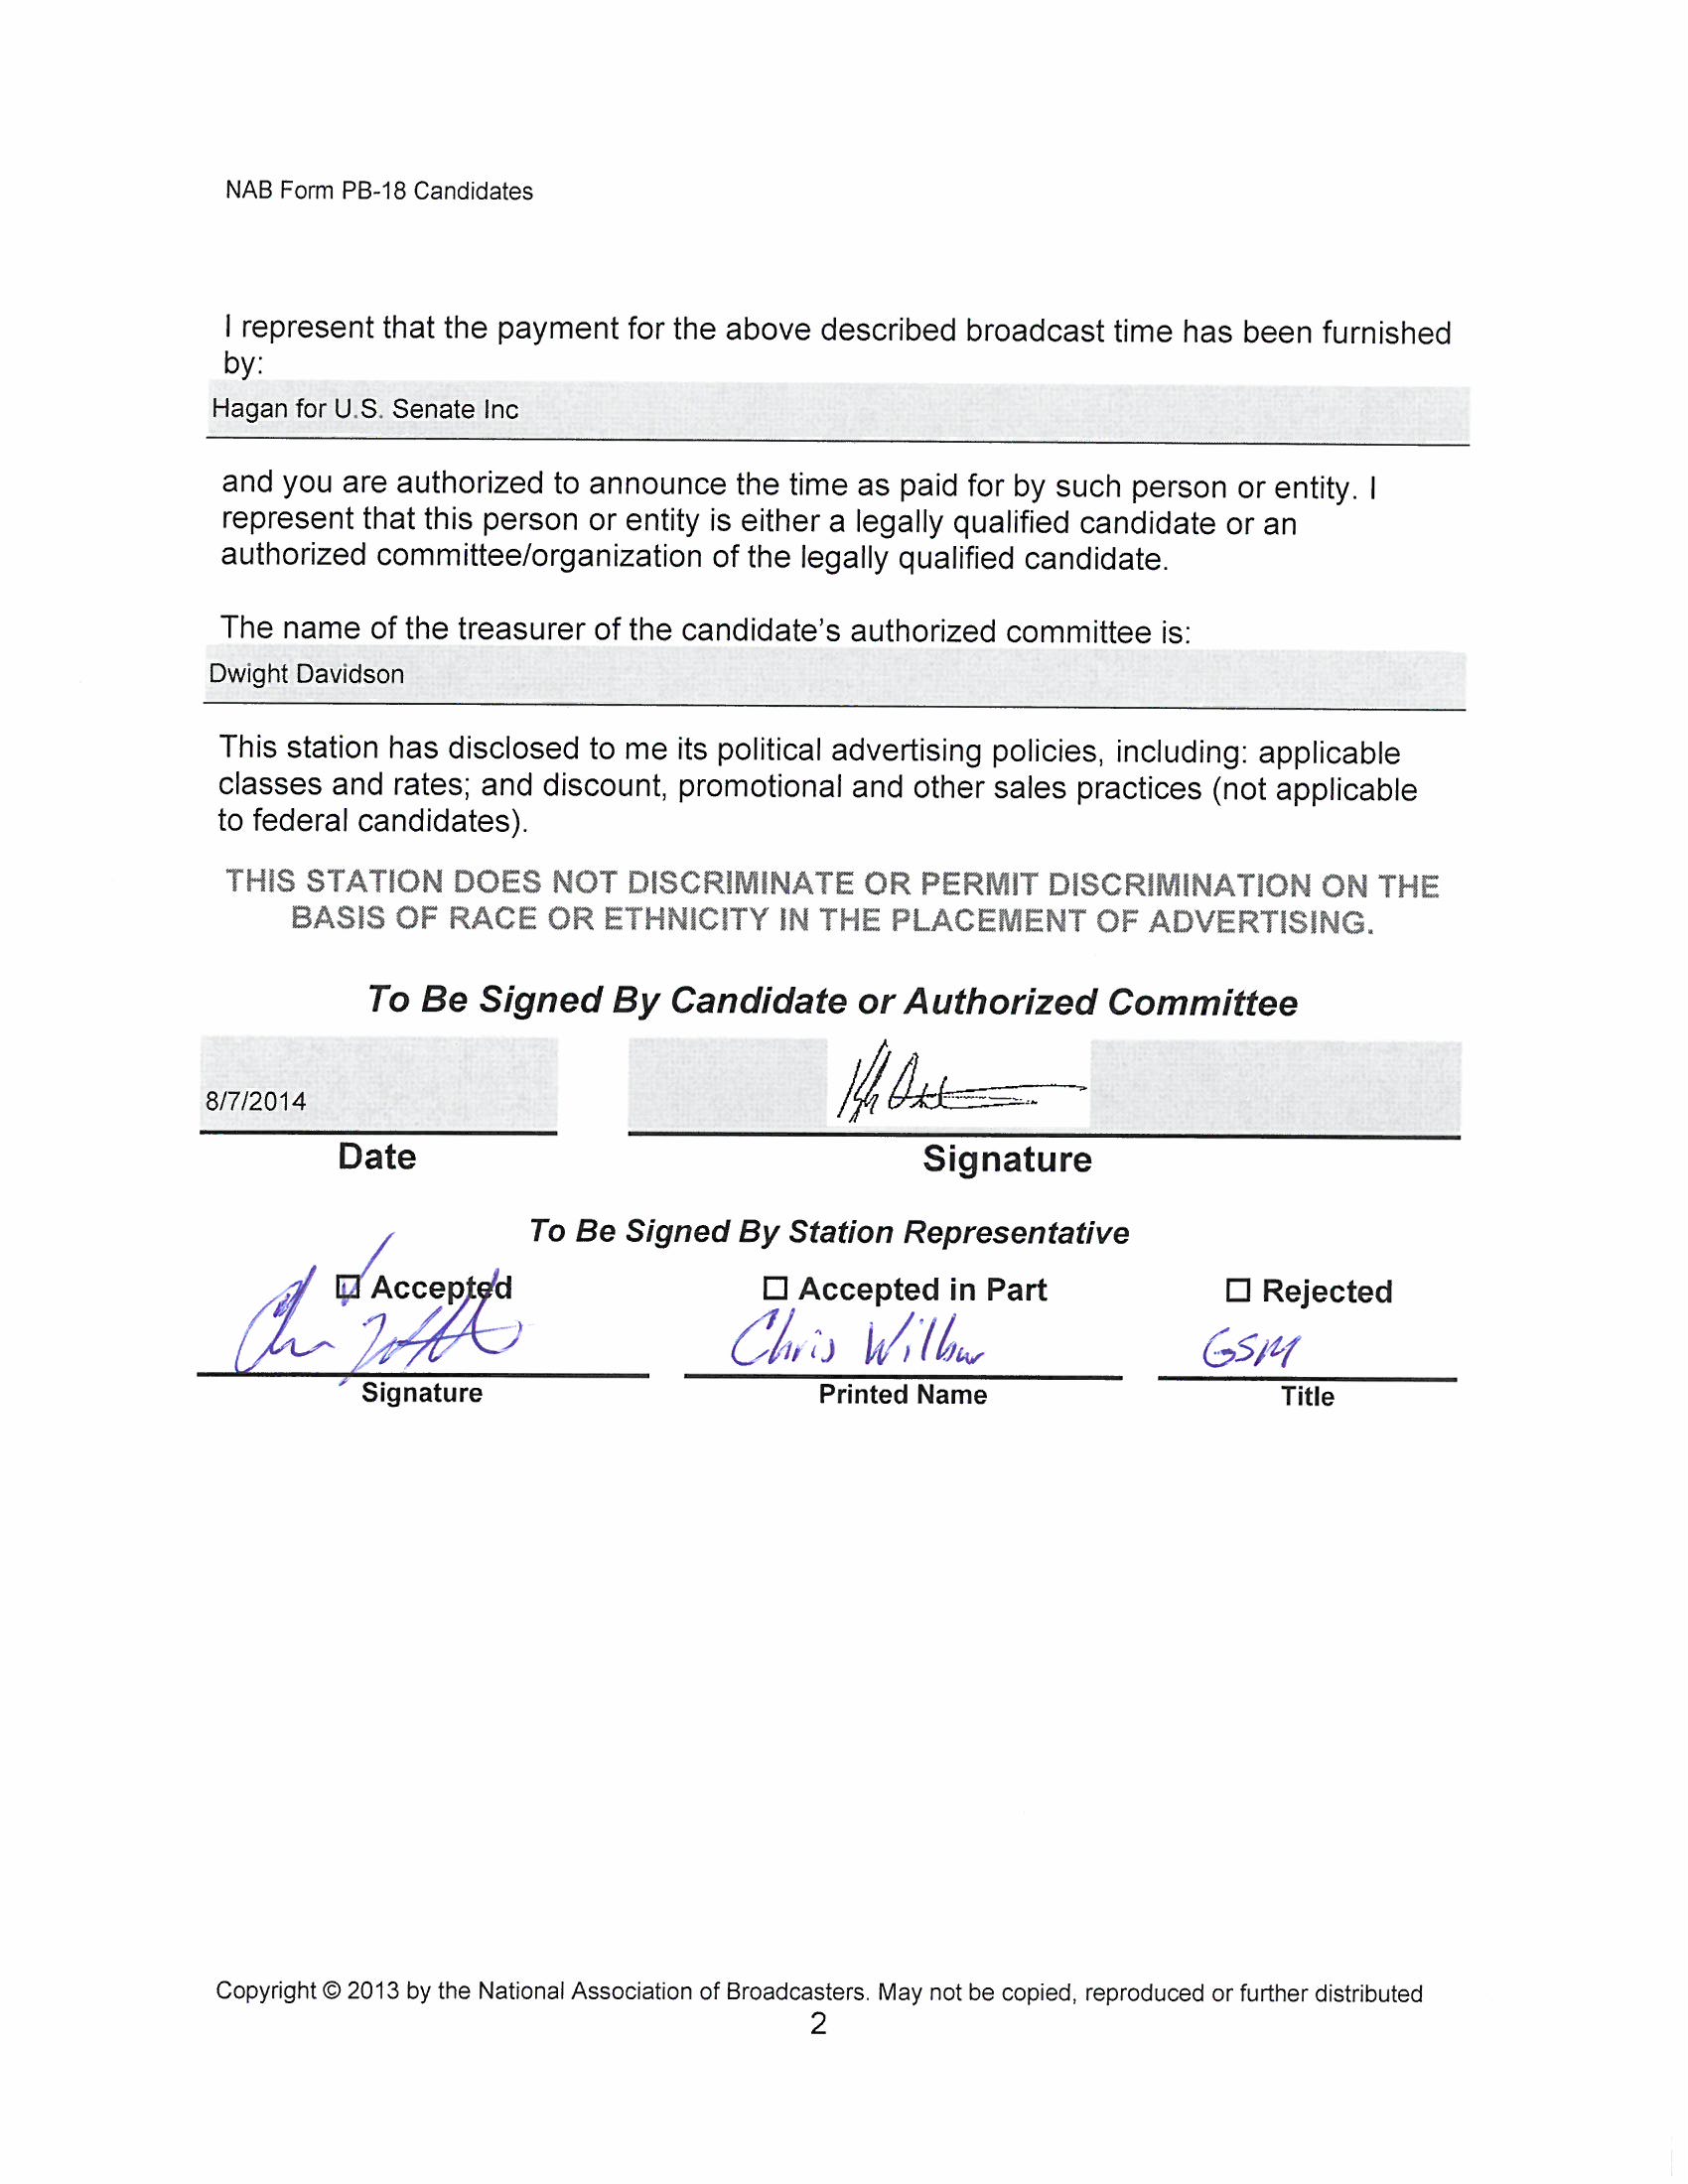 NAB Form PB-18 Candidates
I represent that the payment for the above described broadcast time has been furnished
by:
Hagan for U.S. Senate Inc
and you are authorized to announce the time as paid for by such person or entity. I
represent that this person or entity is either a legally qualified candidate or an
authorized committee/organization of the legally qualified candidate.
The name of the treasurer of the candidate's authorized committee is:
Dwight Davidson
This station has disclosed to me its political advertising policies, including: applicable
classes and rates; and discount, promotional and other sales practices (not applicable
to federal candidates).
THIS STATION DOES NOT DISCRIMINATE OR PERMIT DISCRIMINATION ON THE
BASIS OF RACE OR ETHNICITY IN THE PLACEMENT OF ADVERTISING.
To Be Signed By Candidate or Authorized Committee
8/7/2014
Date Signature
To Be Signed By Station Representative
Accepted Accepted in Part Rejected
Chris Wilbur GSM
Signature Printed Name Title
Copyright © 2013 by the National Association of Broadcasters. May not be copied, reproduced or further distributed
2